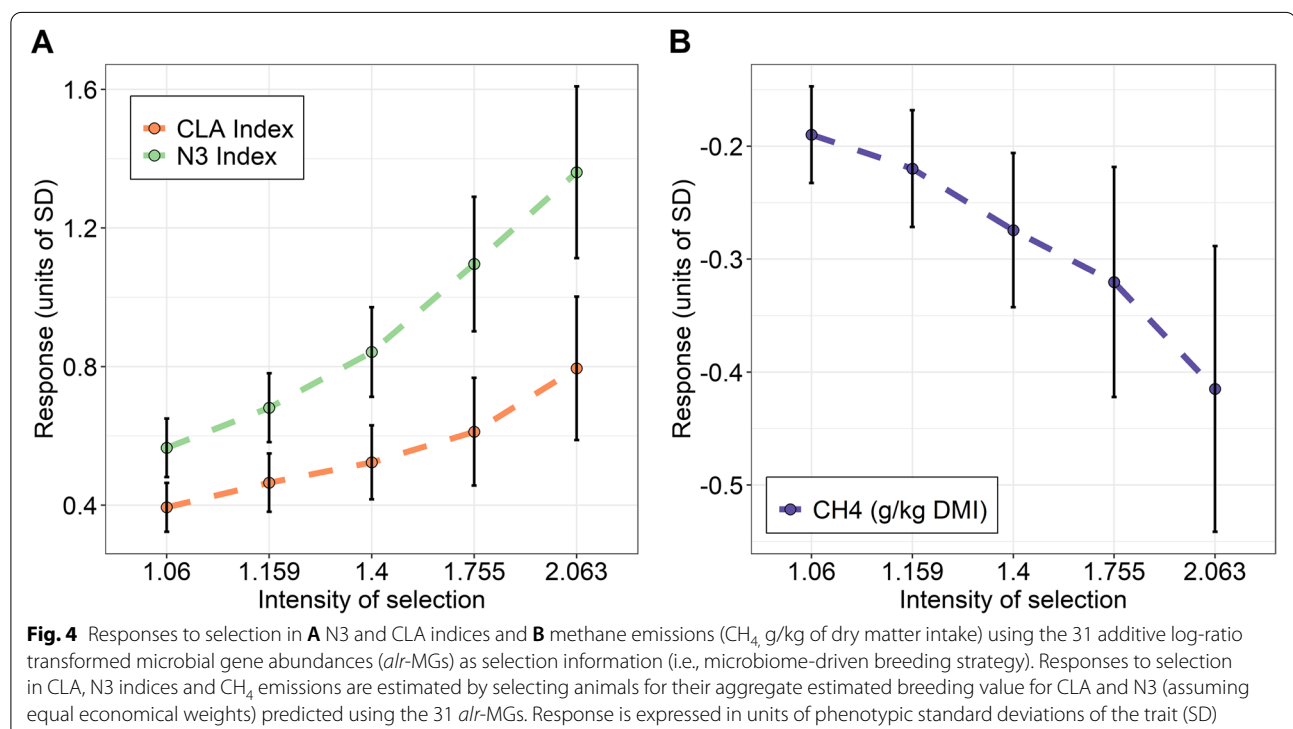 A
1.6
1.2
0.8
0.4
Response (units of SD)
CLA Index
N3 Index
1.06 1.159 1.4 1.755 2.063
Intensity of selection
B
-0.2
-0.3
-0.4
-0.5
Response (units of SD)
CH4 (g/kg DMI)
1.06 1.159 1.4 1.755 2.063
Intensity of selection
Fig. 4 Responses to selection in A N3 and CLA indices and B methane emissions (CH4, g/kg of dry matter intake) using the 31 additive log-ratio
transformed microbial gene abundances (alr-MGs) as selection information (i.e., microbiome-driven breeding strategy). Responses to selection
in CLA, N3 indices and CH4 emissions are estimated by selecting animals for their aggregate estimated breeding value for CLA and N3 (assuming
equal economical weights) predicted using the 31 alr-MGs. Response is expressed in units of phenotypic standard deviations of the trait (SD)